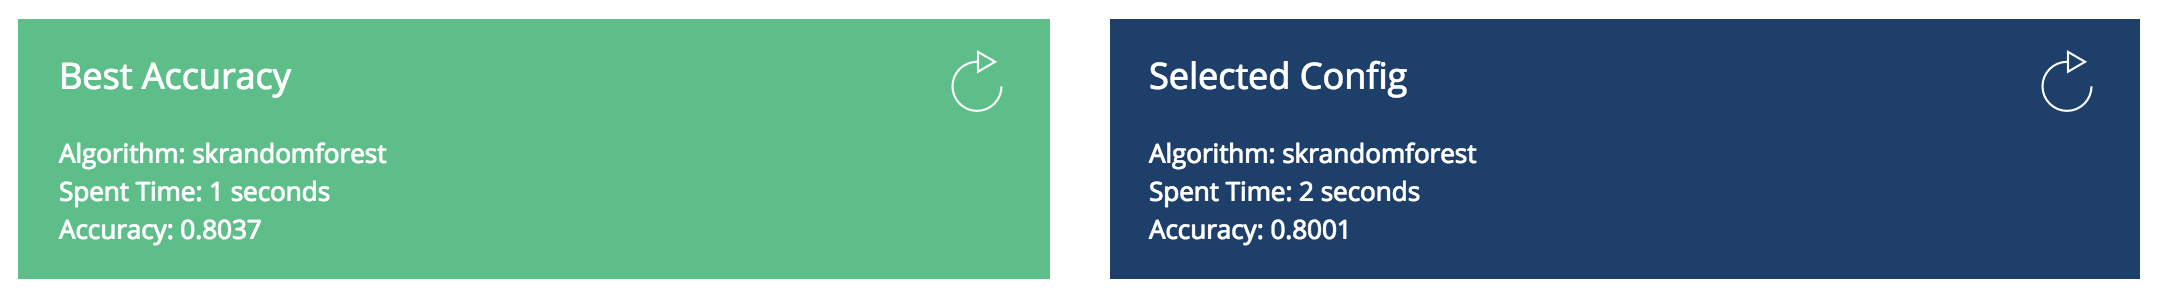 Best Accuracy
Algorithm: skrandomforest
Spent Time: 1 seconds
Accuracy: 0.8037
Selected Config
Algorithm: skrandomforest
Spent Time: 2 seconds
Accuracy: 0.8001